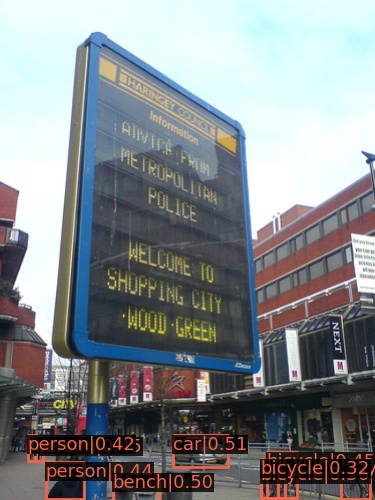 HARINGEY COUNCIL
Information
ADVICE FROM
METROPOLITAN
POLICE
WELCOME TO
SHOPPING CITY
·WOOD·GREEN
NEXT
CITY
person|0.42
car|0.51
bicycle|0.45
person|0.44
bench|0.50
bicycle|0.32